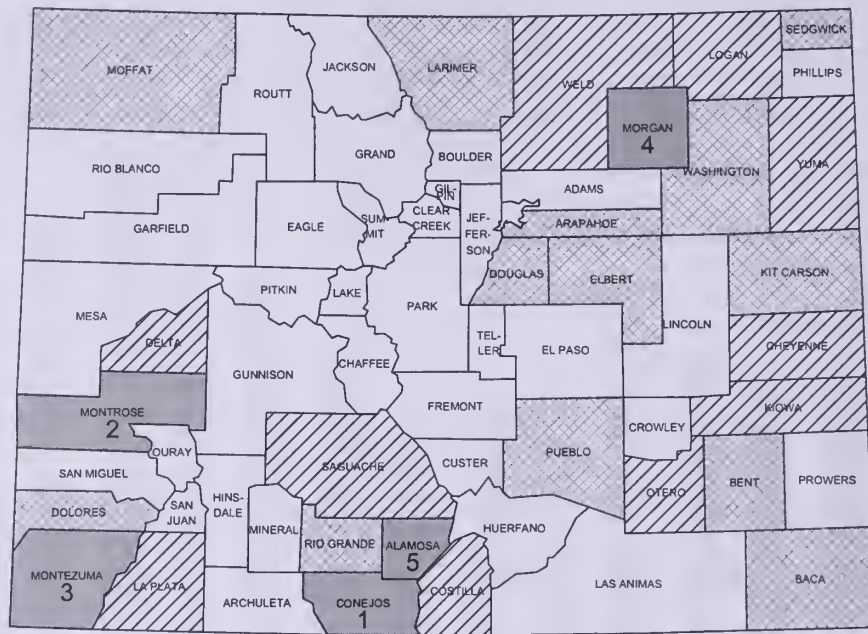 SEDGWICK
LOGAN
MOFFAT
JACKSON
LARIMER
PHILLIPS
WELD
ROUTT
MORGAN
4
GRAND
BOULDER
WASHINGTON
YUMA
RIO BLANCO
GIL-
PIN
ADAMS
CLEAR
CREEK
ARAPAHOE
GARFIELD
EAGLE
SUM-
MIT
JEF-
FER-
SON
DOUGLAS
ELBERT
KIT CARSON
PITKIN
LAKE
PARK
MESA
LINCOLN
DELTA
TEL-
LER
EL PASO
CHEYENNE
GUNNISON
CHAFFEE
FREMONT
KIOWA
MONTROSE
2
CROWLEY
OURAY
PUEBLO
SAGUACHE
CUSTER
SAN MIGUEL
BENT
PROWERS
OTERO
HINS-
DALE
DOLORES
SAN
JUAN
MINERAL
HUERFANO
RIO GRANDE
ALAMOSA
5
MONTEZUMA
3
LA PLATA
LAS ANIMAS
BACA
COSTILLA
ARCHULETA
CONEJOS
1